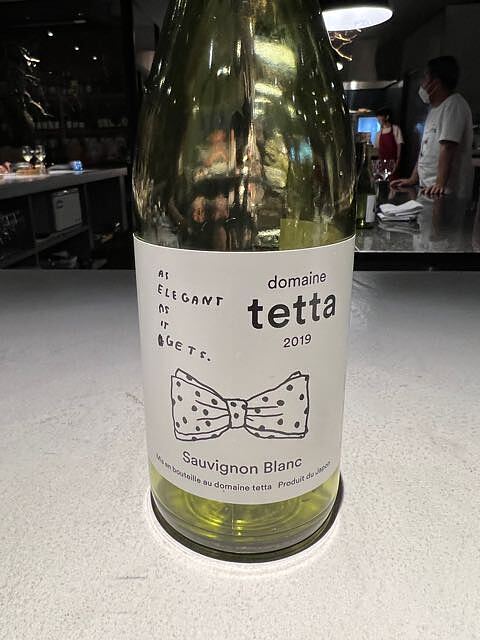 AS
ELEGANT
AS
IT
GETS.
domaine
tetta
2019
Sauvignon Blanc
Mis en bouteille au domaine tetta Produit du Japon